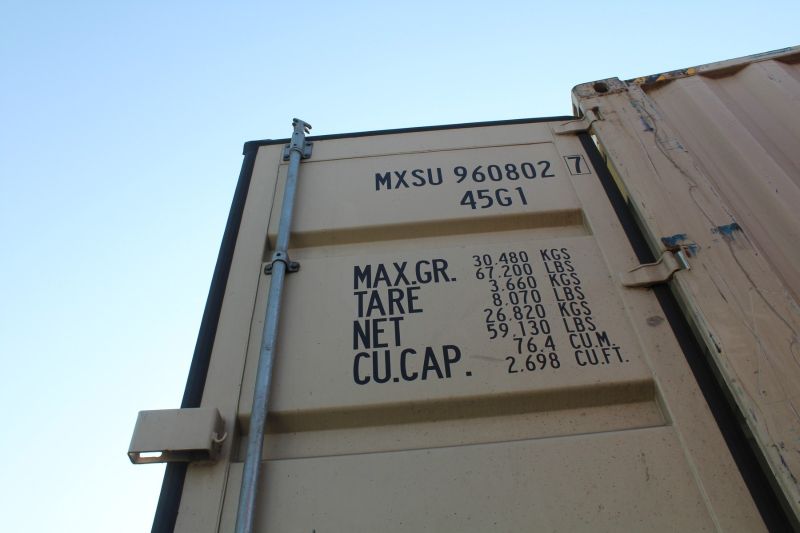 MXSU 960802 7
45G1
MAX.GR. 30.480 KGS
67.200 LBS
TARE 3.660 KGS
8.070 LBS
NET 26.820 KGS
59.130 LBS
CU.CAP. 76.4 CU.M.
2.698 CU.FT.